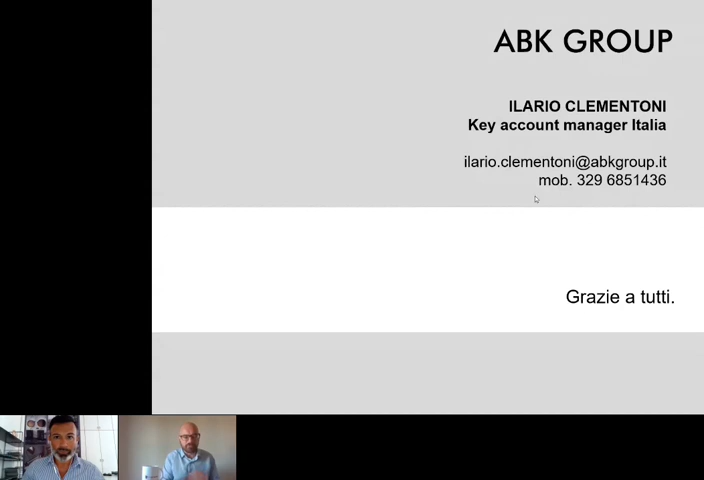 ABK GROUP
ILARIO CLEMENTONI
Key account manager Italia
ilario.clementoni@abkgroup.it
mob. 329 6851436
Grazie a tutti.